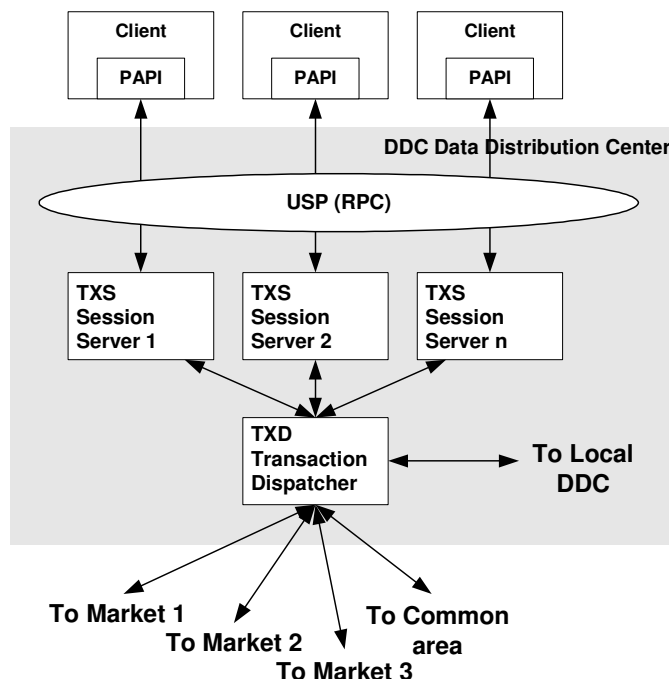 Client
PAPI
Client
PAPI
Client
PAPI
DDC Data Distribution Center
USP (RPC)
TXS
Session
Server 1
TXS
Session
Server 2
TXS
Session
Server n
TXD
Transaction
Dispatcher
To Local
DDC
To Market 1
To Market 2
To Market 3
To Common
area